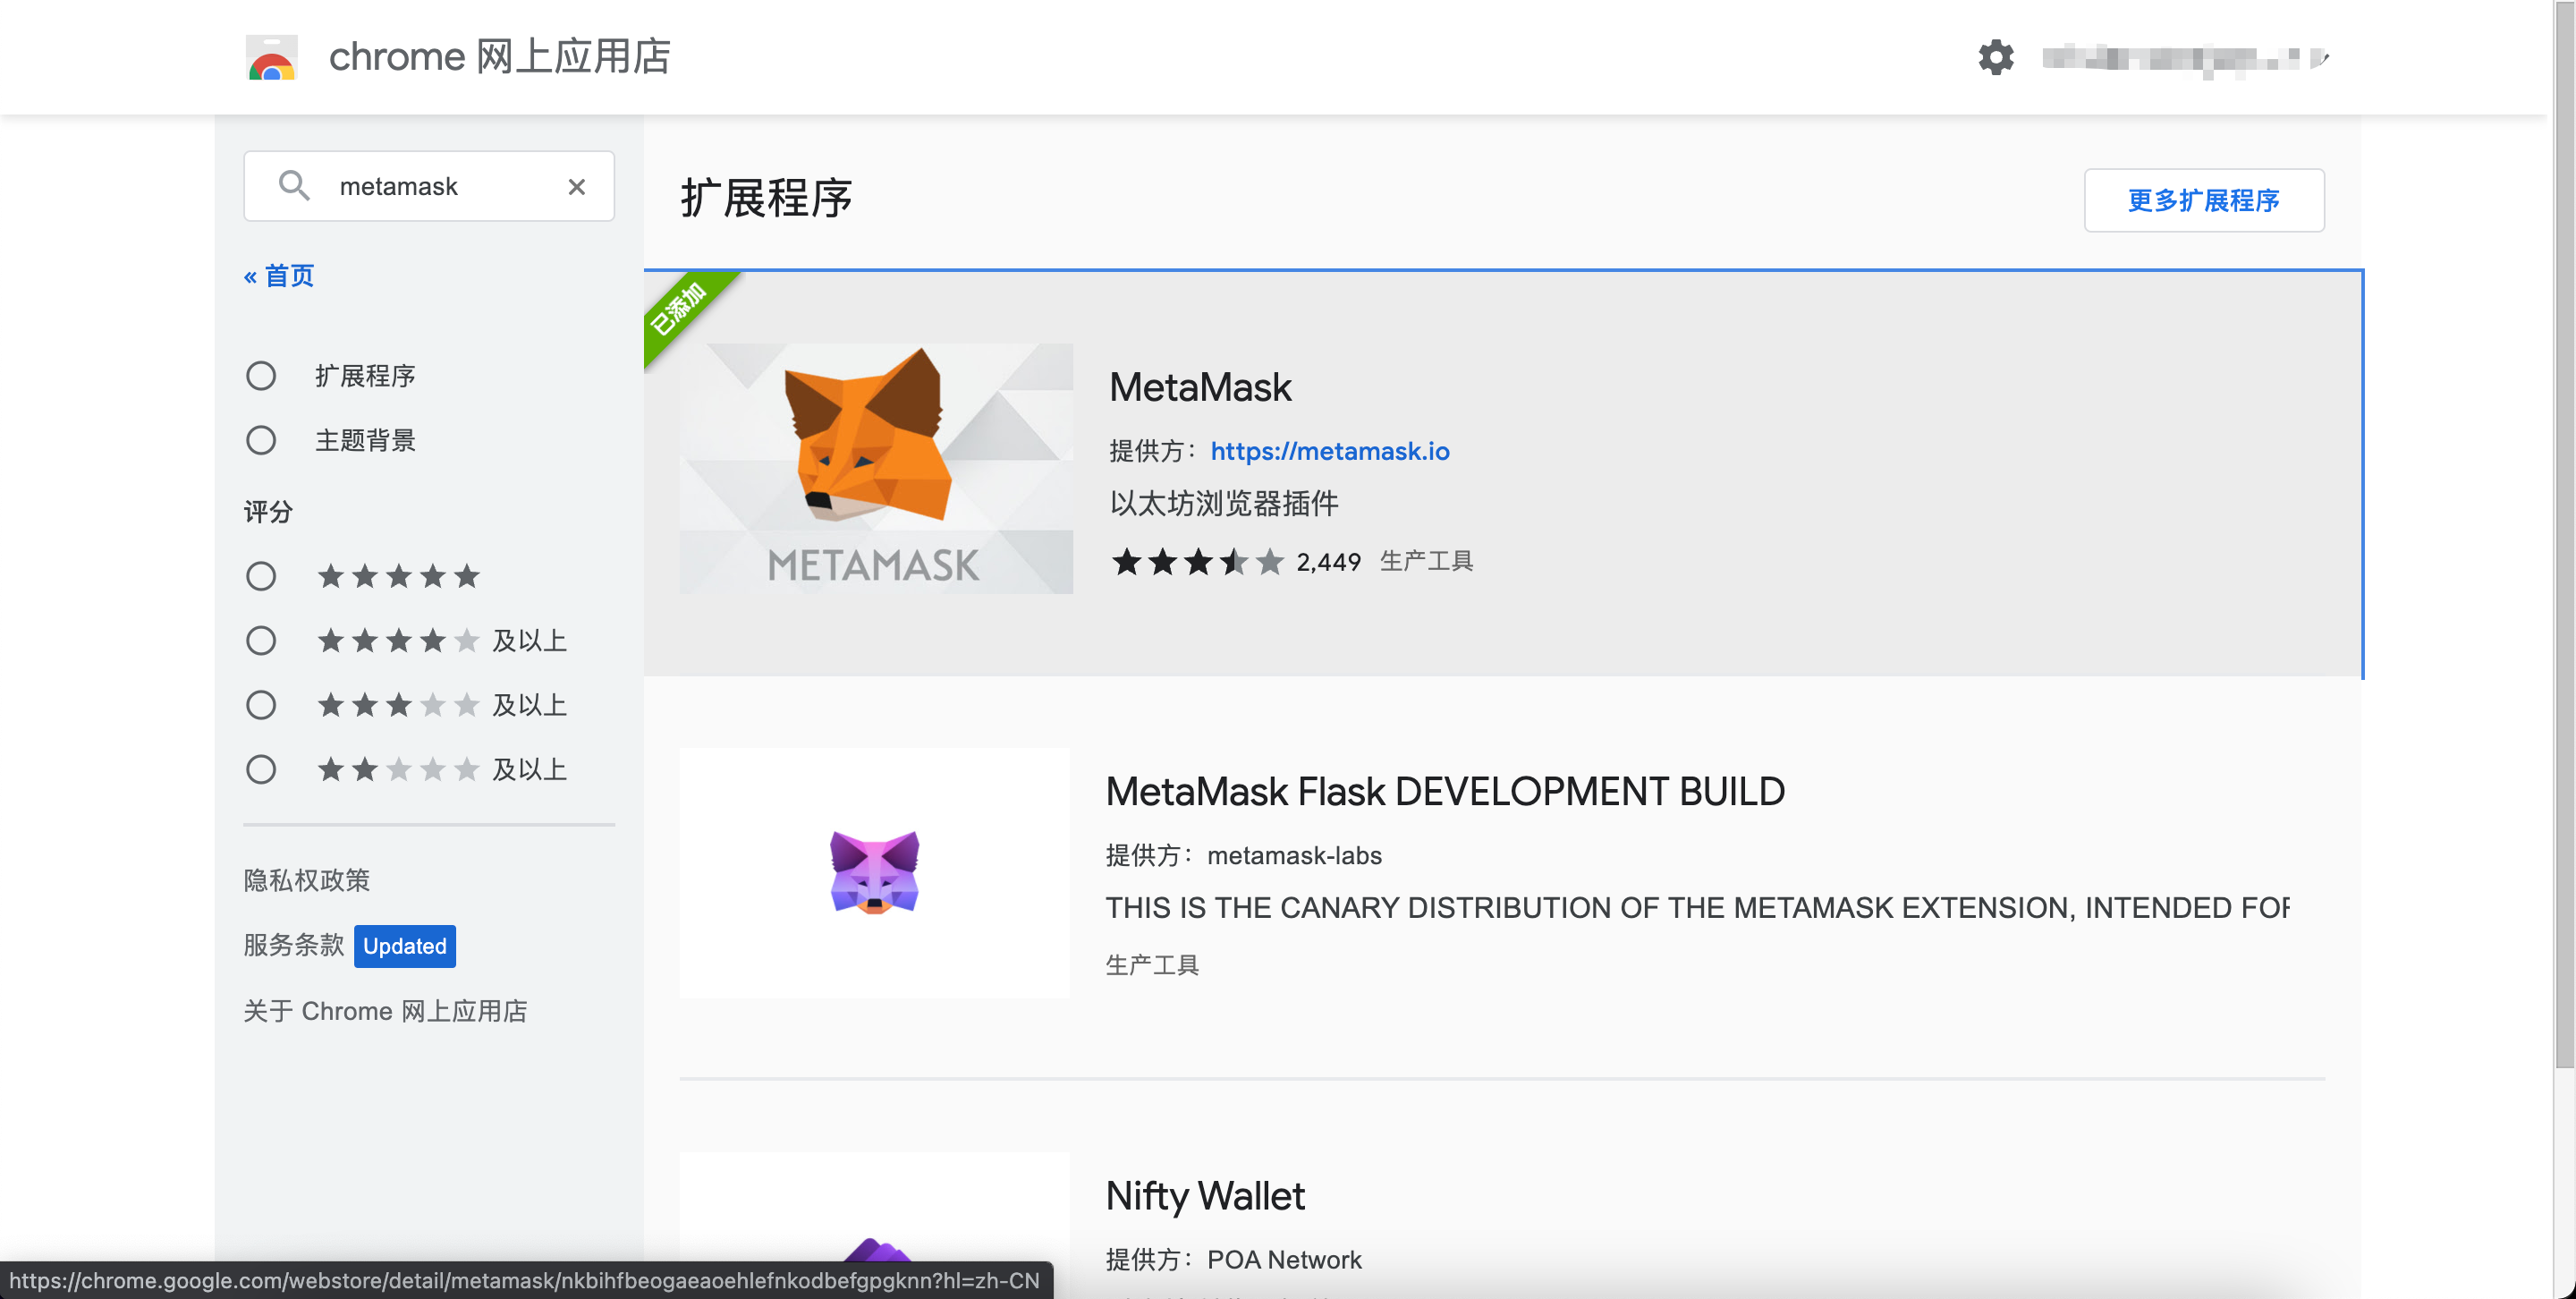 chrome 网上应用店
metamask
« 首页
扩展程序
主题背景
评分
及以上
及以上
及以上
隐私权政策
服务条款 Updated
关于 Chrome 网上应用店
扩展程序
更多扩展程序
已添加
METAMASK
MetaMask
提供方： https://metamask.io
以太坊浏览器插件
2,449 生产工具
MetaMask Flask DEVELOPMENT BUILD
提供方： metamask-labs
THIS IS THE CANARY DISTRIBUTION OF THE METAMASK EXTENSION, INTENDED FOR
生产工具
Nifty Wallet
提供方： POA Network
https://chrome.google.com/webstore/detail/metamask/nkbihfbeogaeaoehlefnkodbefgpgknn?hl=zh-CN